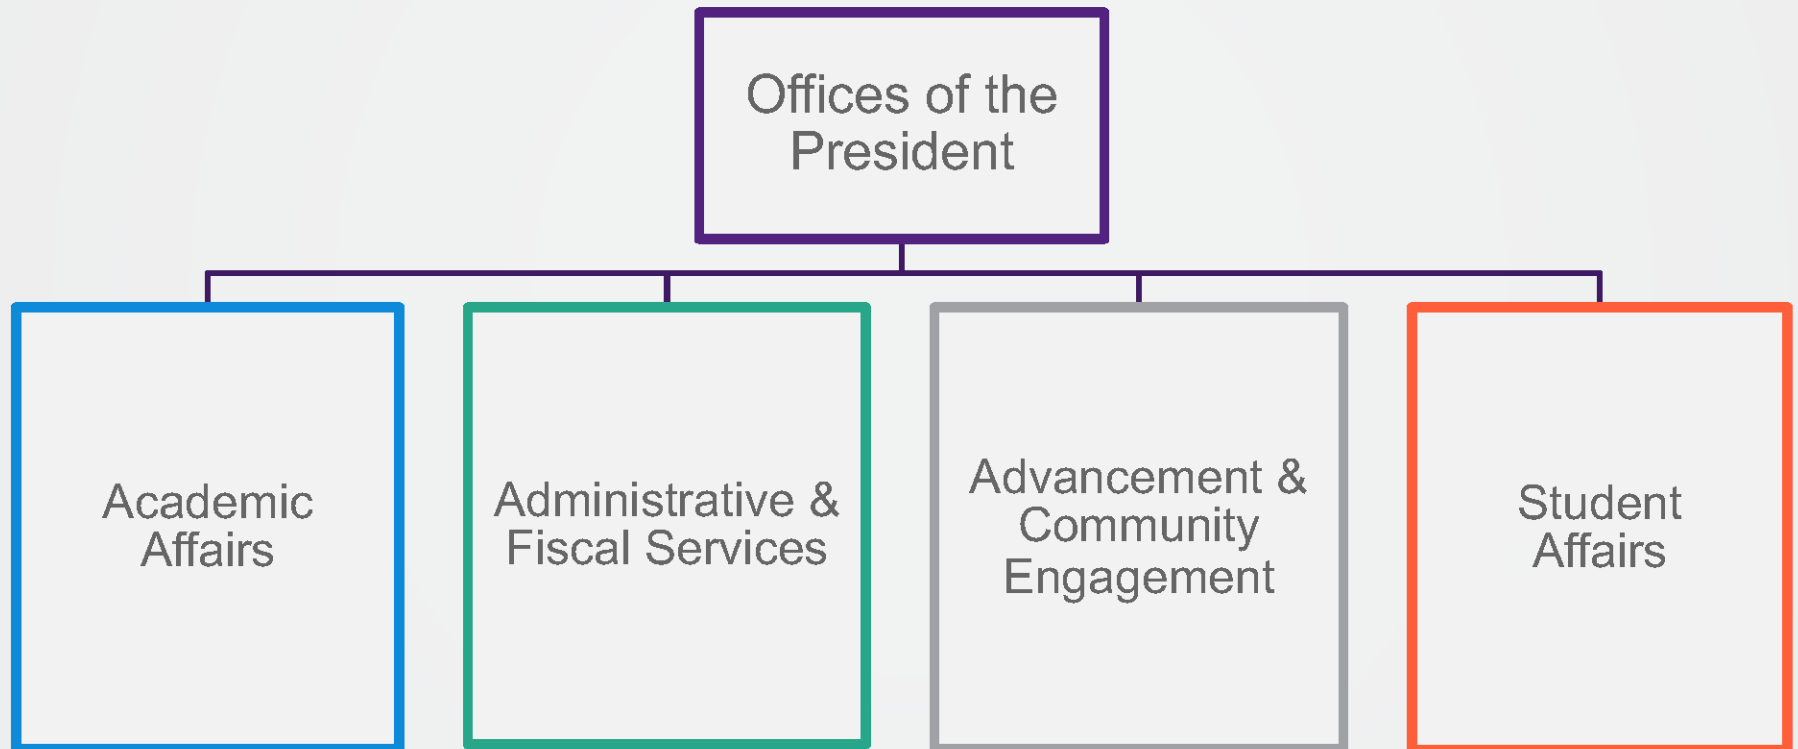 Offices of the
President
Academic
Affairs
Administrative &
Fiscal Services
Advancement &
Community
Engagement
Student
Affairs